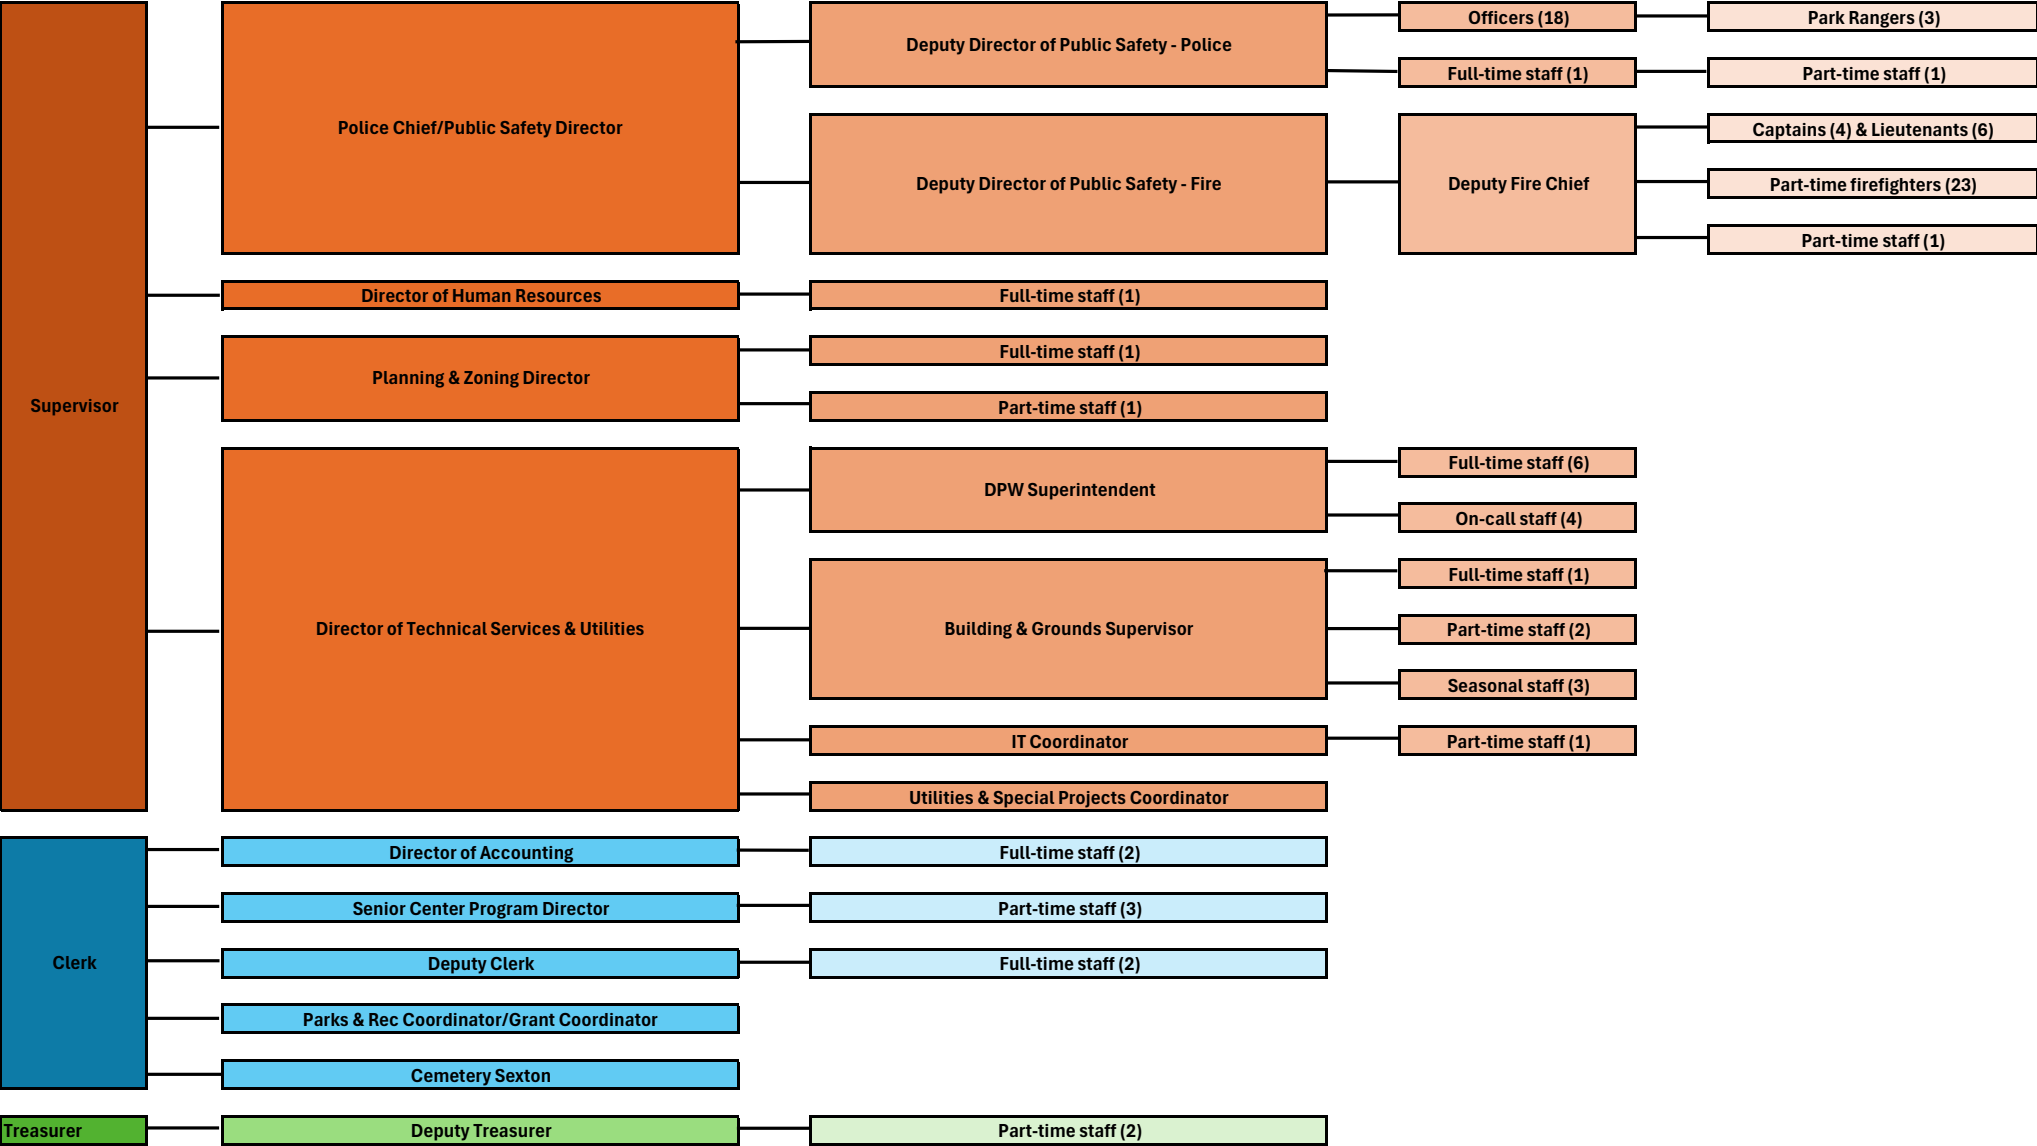 Supervisor
Police Chief/Public Safety Director
Deputy Director of Public Safety - Police
Officers (18)
Park Rangers (3)
Full-time staff (1)
Part-time staff (1)
Deputy Director of Public Safety - Fire
Deputy Fire Chief
Captains (4) & Lieutenants (6)
Part-time firefighters (23)
Part-time staff (1)
Director of Human Resources
Full-time staff (1)
Planning & Zoning Director
Full-time staff (1)
Part-time staff (1)
Director of Technical Services & Utilities
DPW Superintendent
Full-time staff (6)
On-call staff (4)
Building & Grounds Supervisor
Full-time staff (1)
Part-time staff (2)
Seasonal staff (3)
IT Coordinator
Part-time staff (1)
Utilities & Special Projects Coordinator
Clerk
Director of Accounting
Full-time staff (2)
Senior Center Program Director
Part-time staff (3)
Deputy Clerk
Full-time staff (2)
Parks & Rec Coordinator/Grant Coordinator
Cemetery Sexton
Treasurer
Deputy Treasurer
Part-time staff (2)